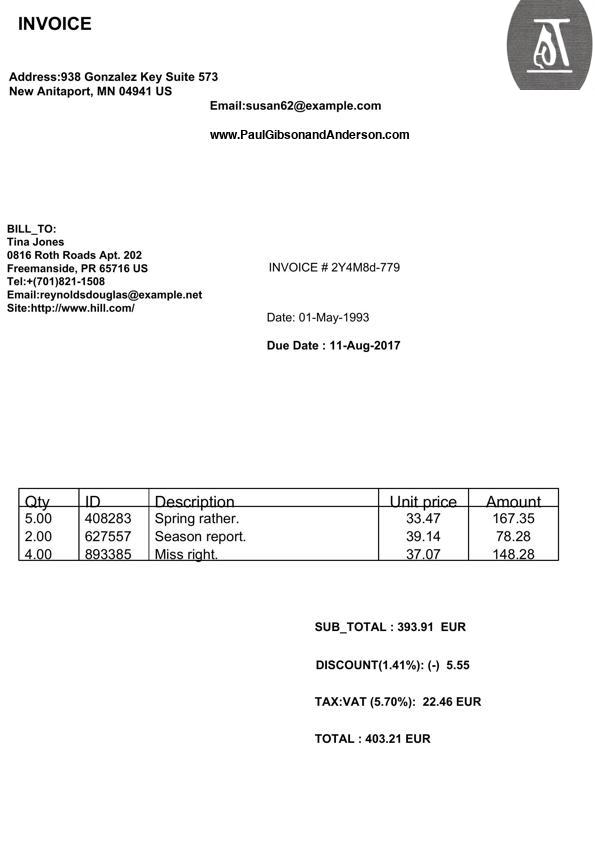 INVOICE
Address:938 Gonzalez Key Suite 573
New Anitaport, MN 04941 US
Email:susan62@example.com
www.PaulGibsonandAnderson.com
BILL_TO:
Tina Jones
0816 Roth Roads Apt. 202
Freemanside, PR 65716 US
Tel:+(701)821-1508
Email:reynoldsdouglas@example.net
Site:http://www.hill.com/
INVOICE # 2Y4M8d-779
Date: 01-May-1993
Due Date : 11-Aug-2017
Qty ID Description Unit price Amount
5.00 408283 Spring rather. 33.47 167.35
2.00 627557 Season report. 39.14 78.28
4.00 893385 Miss right. 37.07 148.28
SUB_TOTAL : 393.91 EUR
DISCOUNT(1.41%): (-) 5.55
TAX:VAT (5.70%): 22.46 EUR
TOTAL : 403.21 EUR